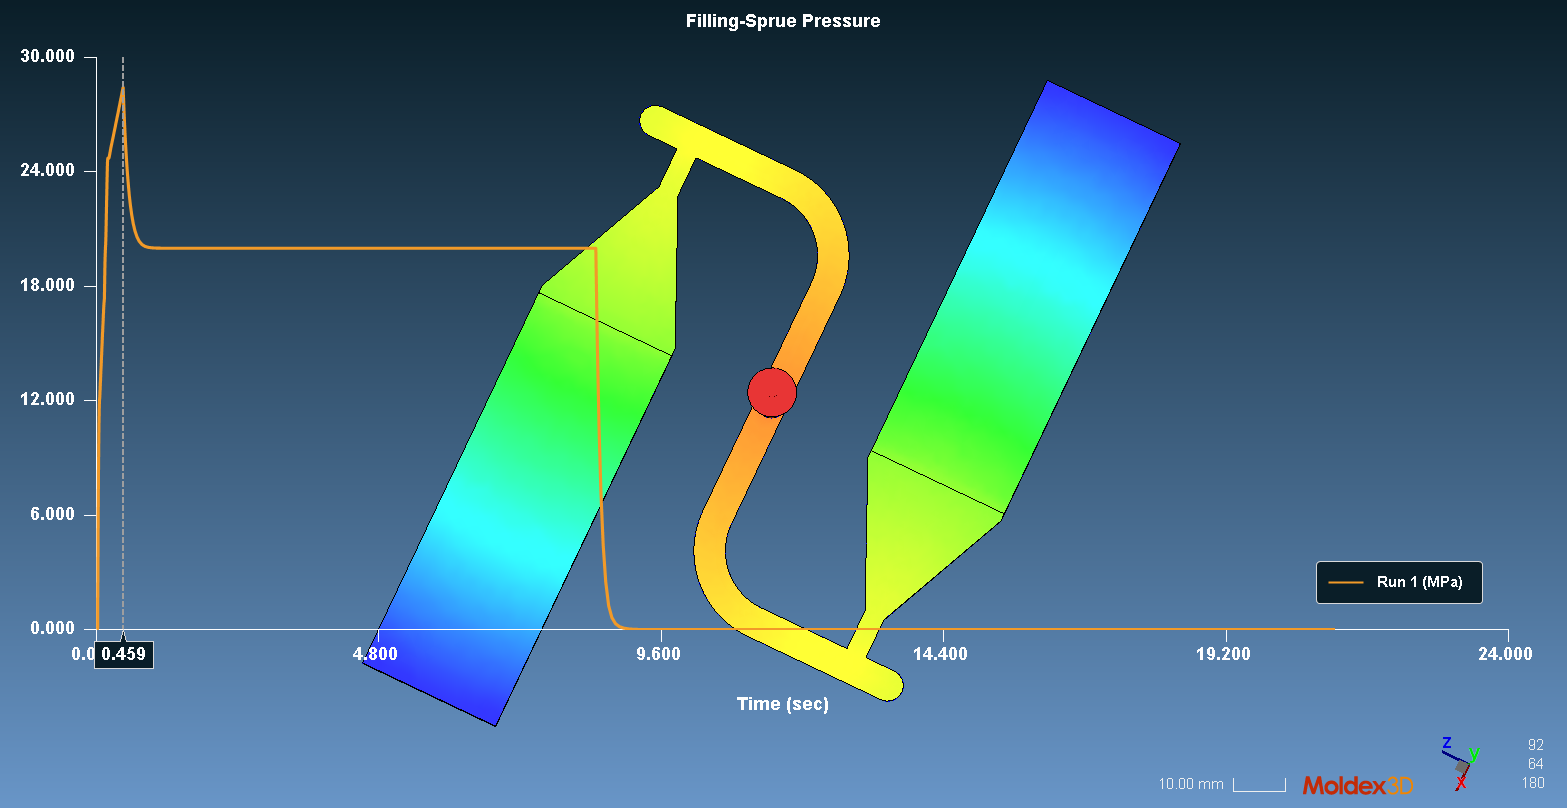 Filling-Sprue Pressure
30.000
24.000
18.000
12.000
6.000
0.000
Run 1 (MPa)
0.459
4.800
9.600
14.400
19.200
24.000
Time (sec)
Z
Y
X
92
64
180
10.00 mm
Moldex3D